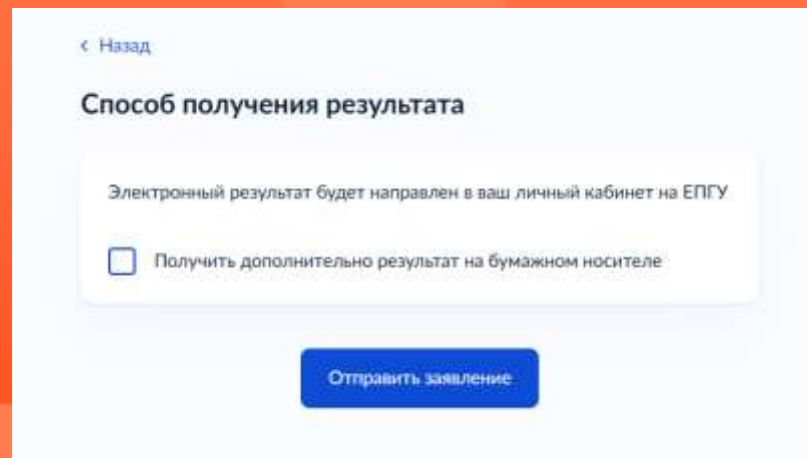 Назад
Способ получения результата
Электронный результат будет направлен в ваш личный кабинет на ЕПГУ
Получить дополнительно результат на бумажном носителе
Отправить заявление